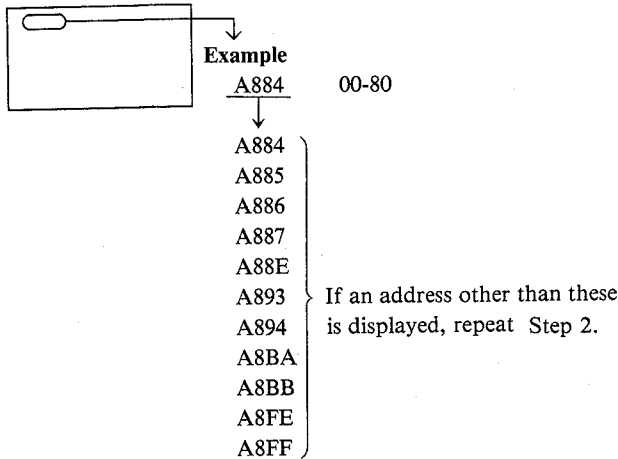 Example
A884 00-80
A884
A885
A886
A887
A88E
A893
A894
A8BA
A8BB
A8FE
A8FF
If an address other than these
is displayed, repeat Step 2.